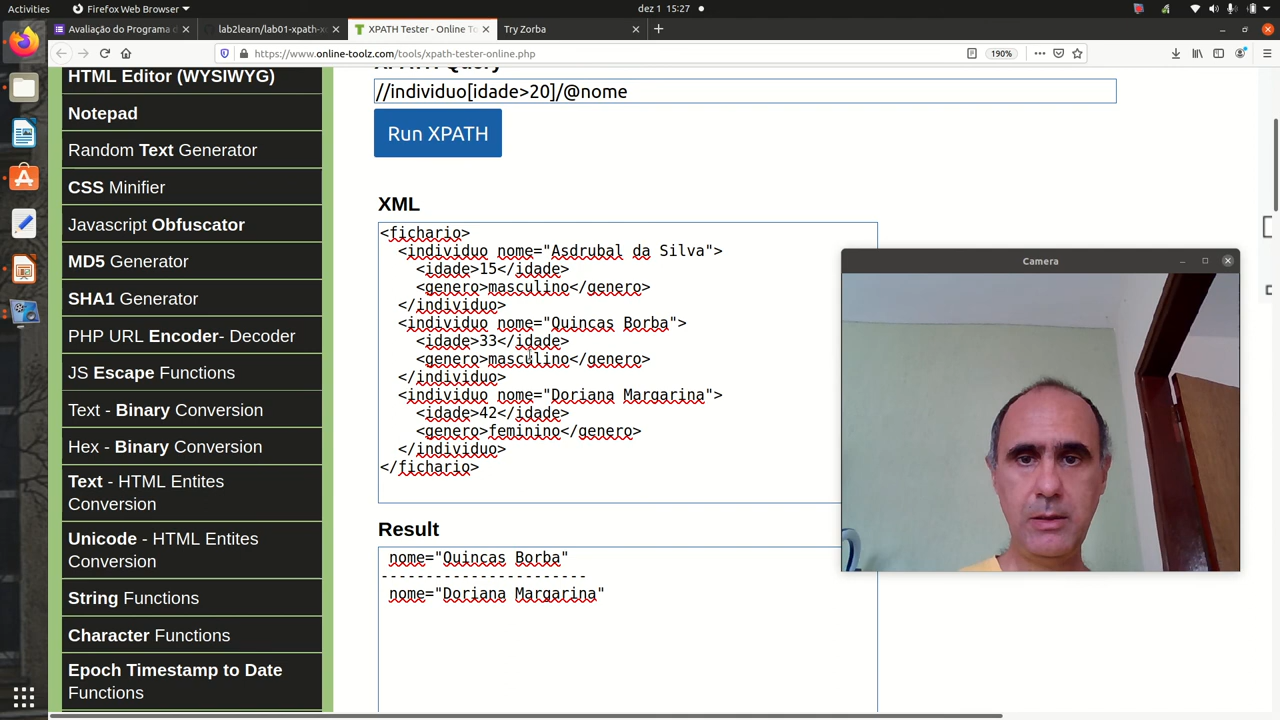 Activities
Firefox Web Browser
dez 1 15:27
Avaliação do Programa d
lab2learn/lab01-xpath-x
XPATH Tester - Online To
Try Zorba
https://www.online-toolz.com/tools/xpath-tester-online.php
190%
HTML Editor (WYSIWYG)
Notepad
Random Text Generator
CSS Minifier
Javascript Obfuscator
MD5 Generator
SHA1 Generator
PHP URL Encoder- Decoder
JS Escape Functions
Text - Binary Conversion
Hex - Binary Conversion
Text - HTML Entites
Conversion
Unicode - HTML Entites
Conversion
String Functions
Character Functions
Epoch Timestamp to Date
Functions
//individuo[idade>20]/@nome
Run XPATH
XML
<fichario>
<individuo nome="Asdrubal da Silva">
<idade>15</idade>
<genero>masculino</genero>
</individuo>
<individuo nome="Quincas Borba">
<idade>33</idade>
<genero>masculino</genero>
</individuo>
<individuo nome="Doriana Margarina">
<idade>42</idade>
<genero>feminino</genero>
</individuo>
</fichario>
Result
nome="Quincas Borba"
-----------------------
nome="Doriana Margarina"
Camera